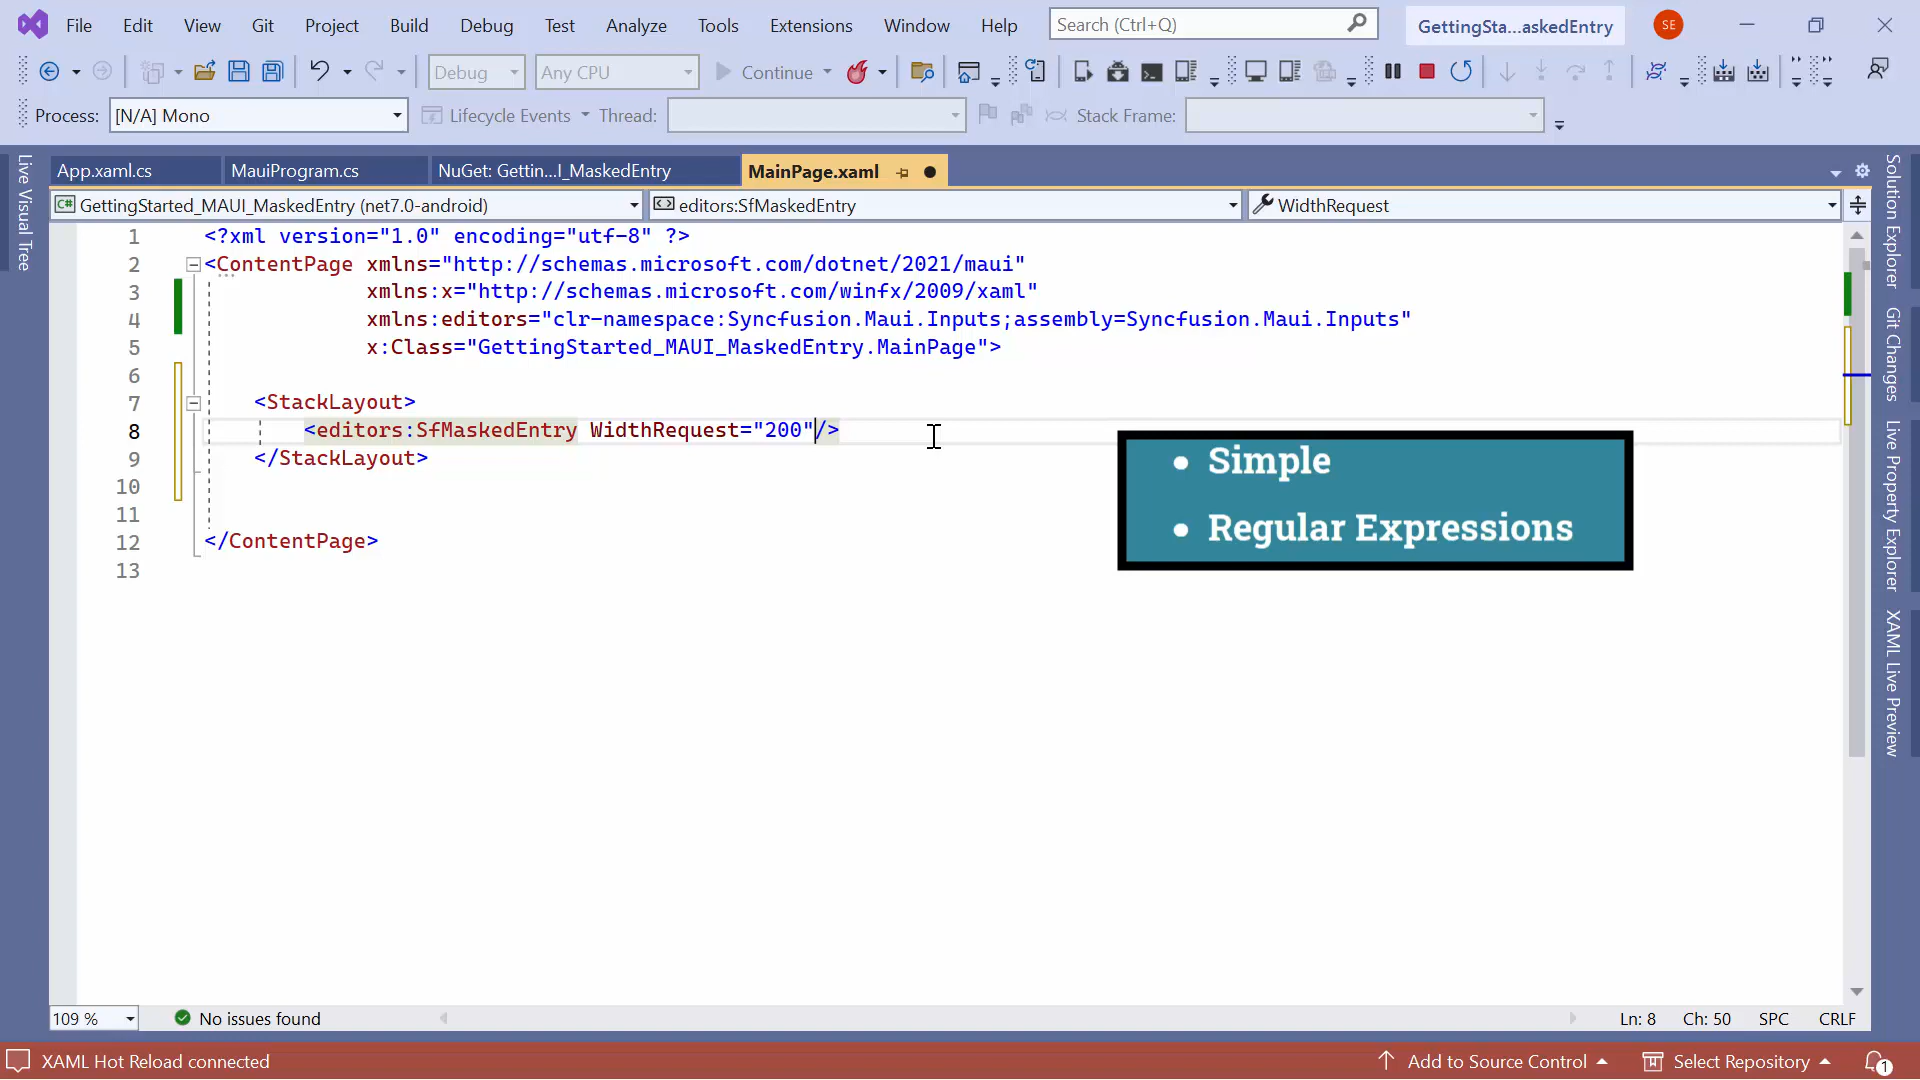 File Edit View Git Project Build Debug Test Analyze Tools Extensions Window Help Search (Ctrl+Q) GettingSta...askedEntry SE
Debug Any CPU Continue
Process: [N/A] Mono Lifecycle Events Thread: Stack Frame:
App.xaml.cs MauiProgram.cs NuGet: Gettin...I_MaskedEntry MainPage.xaml
GettingStarted_MAUI_MaskedEntry (net7.0-android) editors:SfMaskedEntry WidthRequest
Live Visual Tree
1 <?xml version="1.0" encoding="utf-8" ?>
2 <ContentPage xmlns="http://schemas.microsoft.com/dotnet/2021/maui"
3 xmlns:x="http://schemas.microsoft.com/winfx/2009/xaml"
4 xmlns:editors="clr-namespace:Syncfusion.Maui.Inputs;assembly=Syncfusion.Maui.Inputs"
5 x:Class="GettingStarted_MAUI_MaskedEntry.MainPage">
6
7 <StackLayout>
8 <editors:SfMaskedEntry WidthRequest="200"/>
9 </StackLayout>
10
11
12 </ContentPage>
13
• Simple
• Regular Expressions
Solution Explorer
Git Changes
Live Property Explorer
XAML Live Preview
109 % No issues found Ln: 8 Ch: 50 SPC CRLF
XAML Hot Reload connected Add to Source Control Select Repository 1